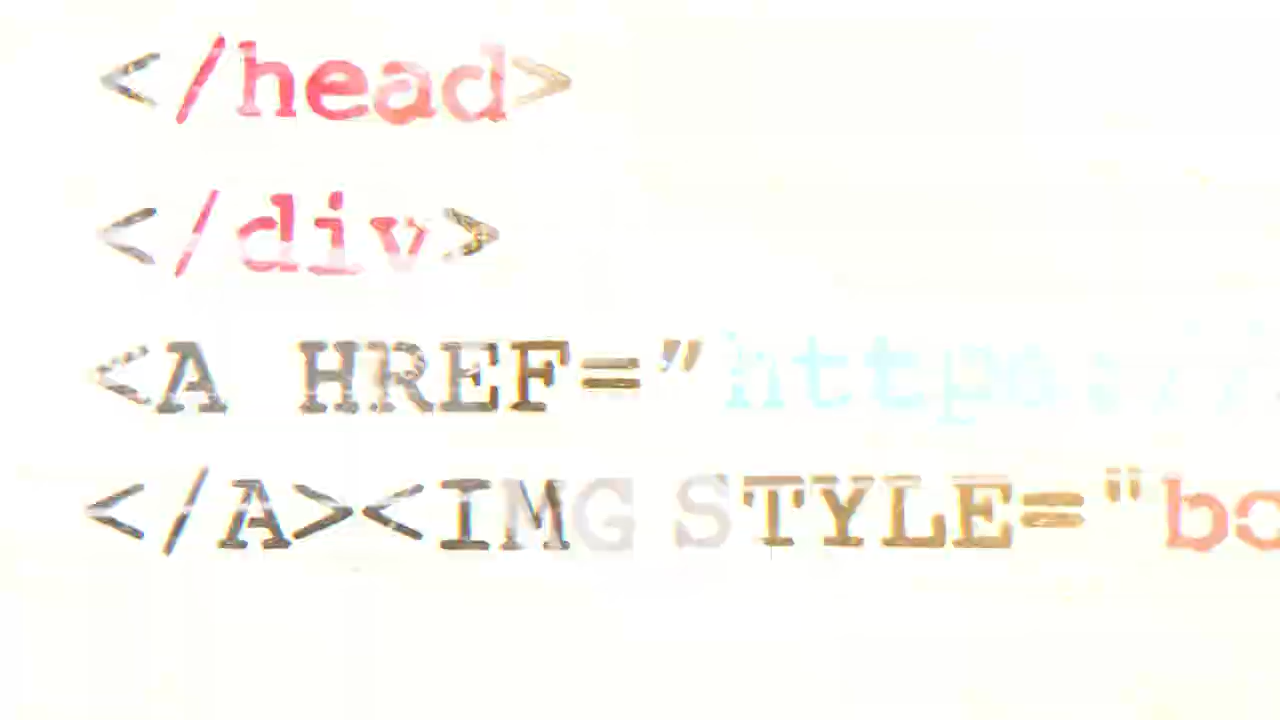 </head>
</div>
<A HREF="https://
</A><IMG STYLE="bo